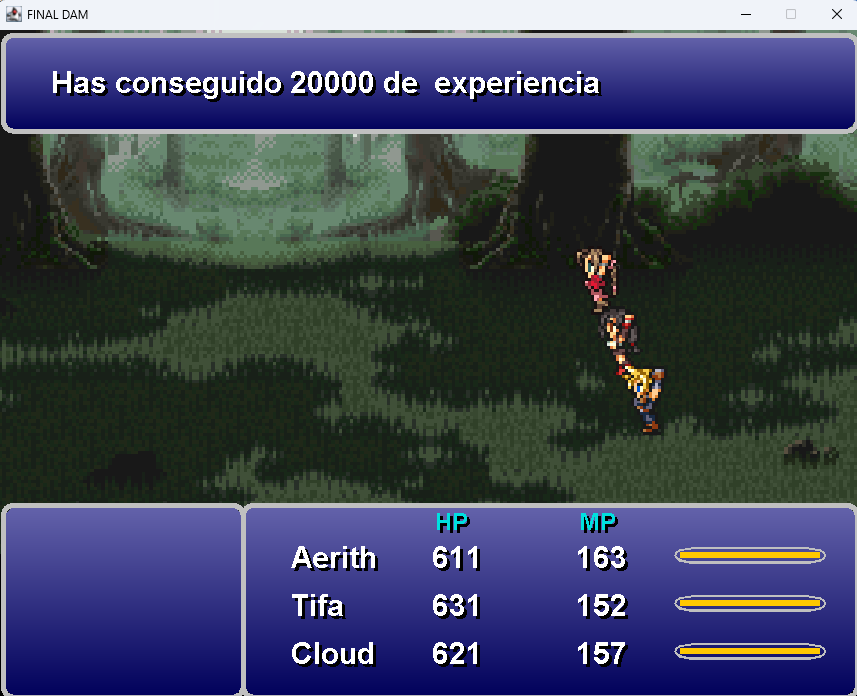 FINAL DAM
Has conseguido 20000 de  experiencia
HP MP
Aerith 611 163
Tifa 631 152
Cloud 621 157